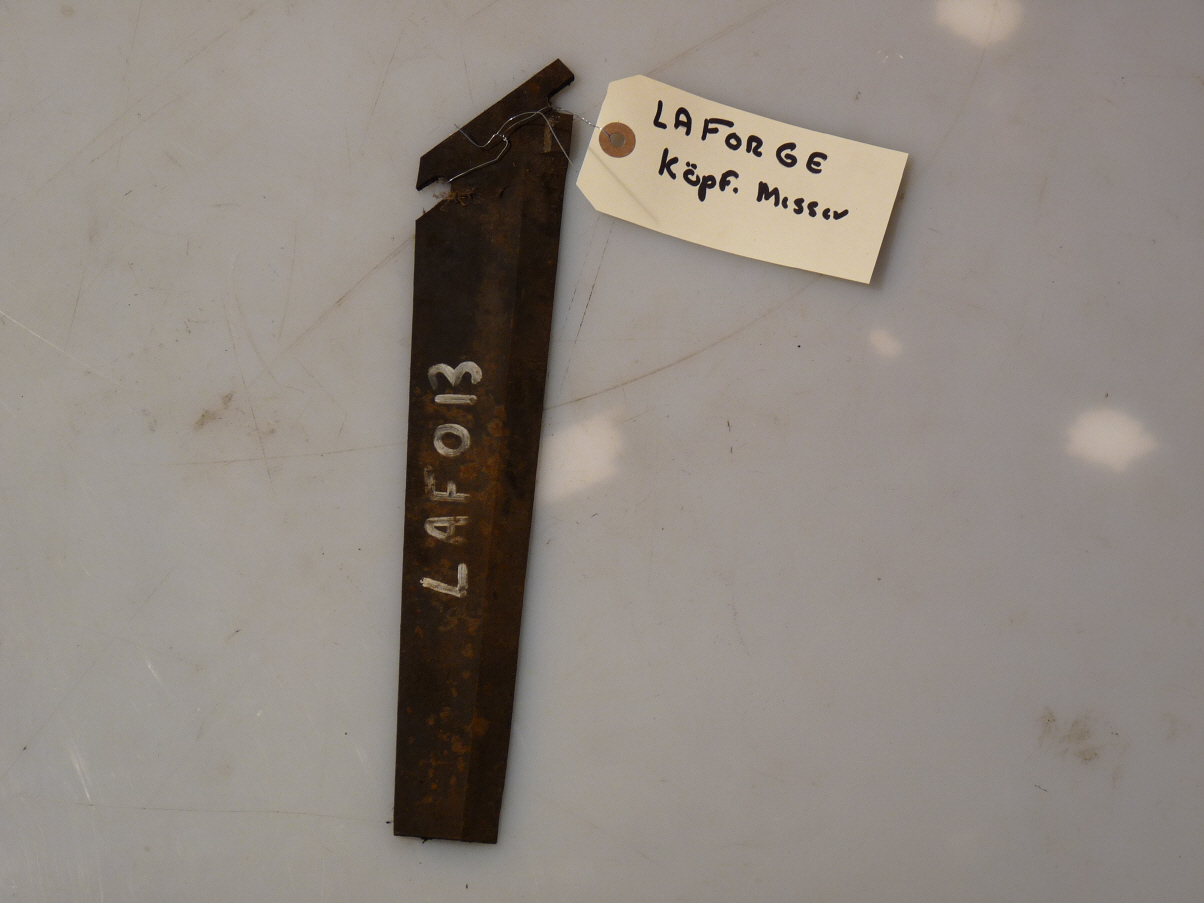 LAFORGE
Köpf. Messer
LAF013